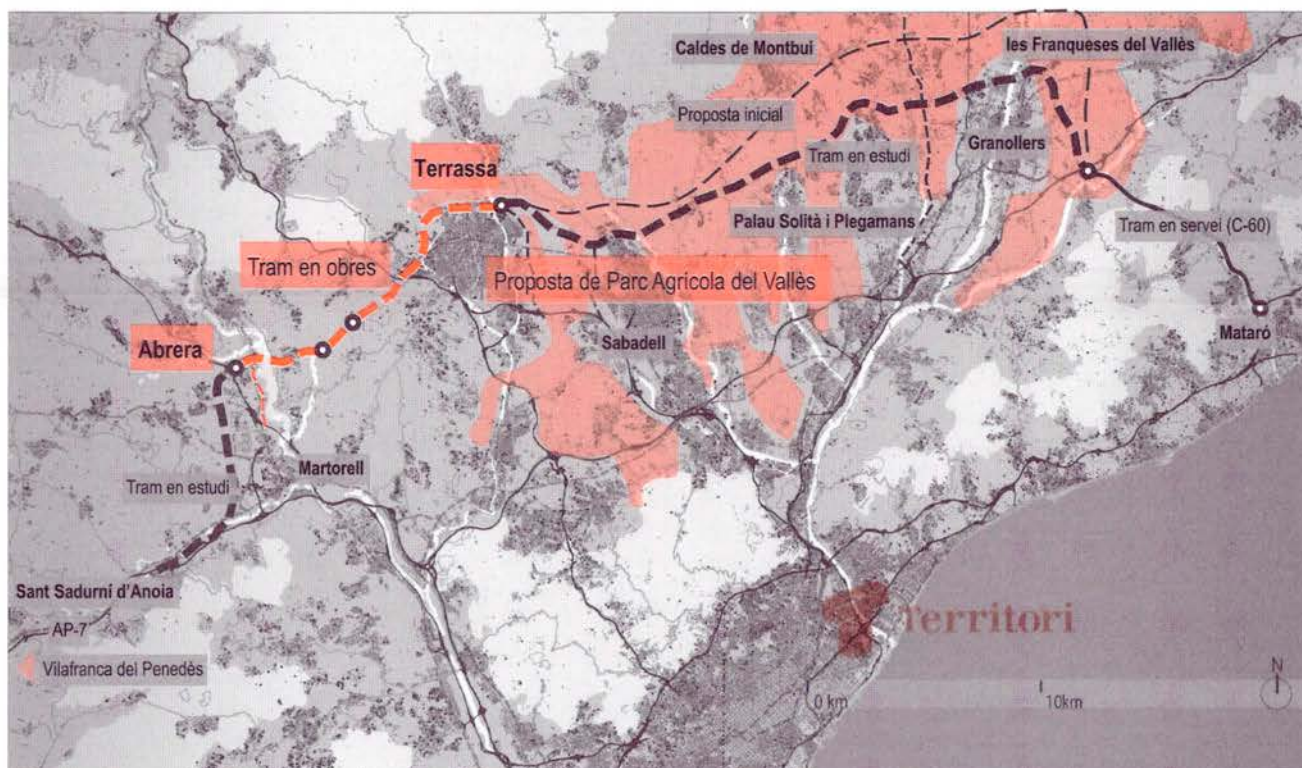 Caldes de Montbui
les Franqueses del Vallès
Proposta inicial
Granollers
Tram en estudi
Terrassa
Palau Solità i Plegamans
Tram en servei (C-60)
Tram en obres
Proposta de Parc Agrícola del Vallès
Mataró
Sabadell
Abrera
Martorell
Tram en estudi
Sant Sadurní d'Anoia
Territori
AP-7
Vilafranca del Penedès
N
0 km
10km